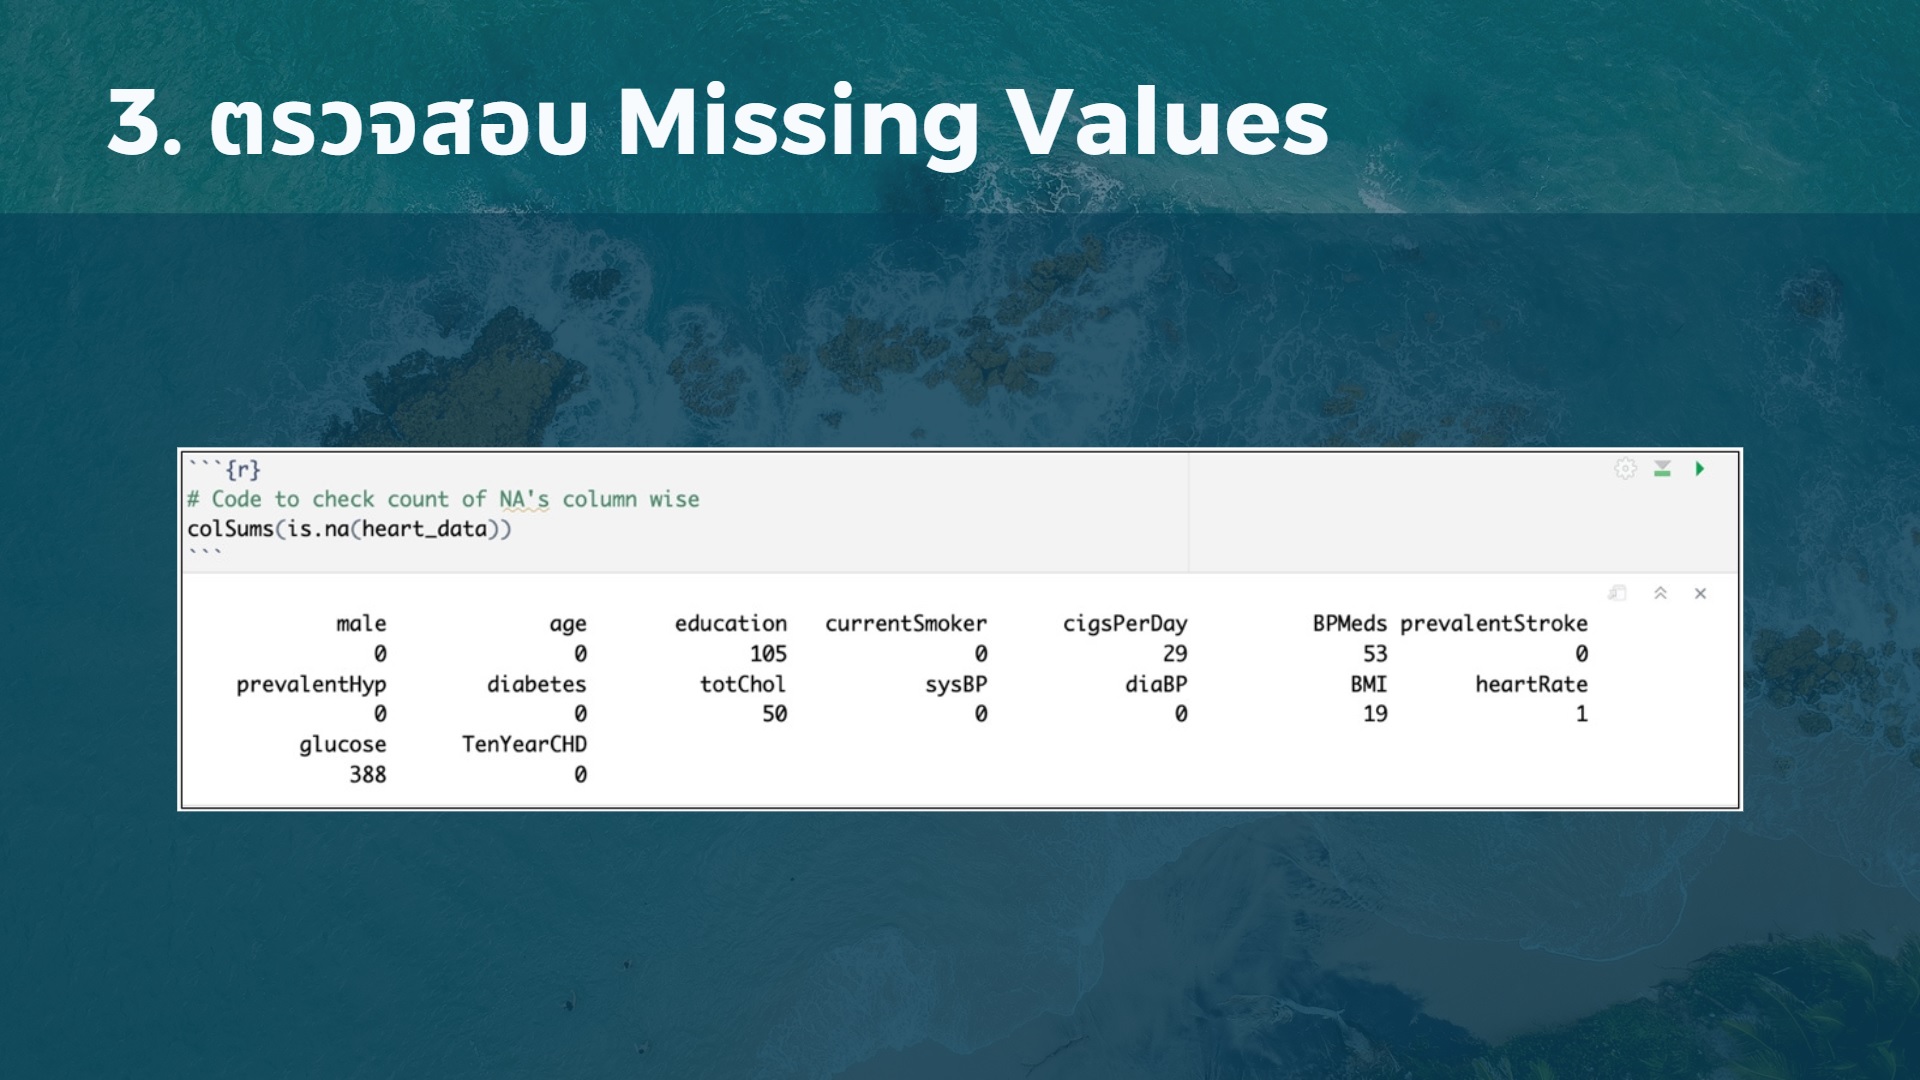 3. ตรวจสอบ Missing Values
```{r}
# Code to check count of NA's column wise
colSums(is.na(heart_data))
```
male age education currentSmoker cigsPerDay BPMeds prevalentStroke
0 0 105 0 29 53 0
prevalentHyp diabetes totChol sysBP diaBP BMI heartRate
0 0 50 0 0 19 1
glucose TenYearCHD
388 0